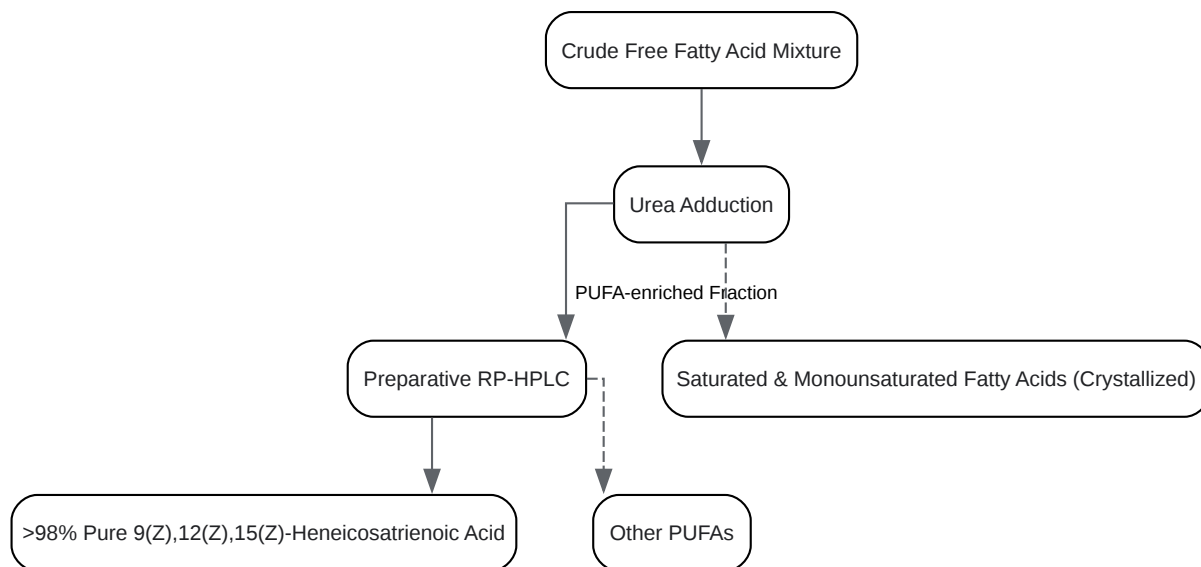 Crude Free Fatty Acid Mixture
Urea Adduction
PUFA-enriched Fraction
Preparative RP-HPLC
Saturated & Monounsaturated Fatty Acids (Crystallized)
>98% Pure 9(Z),12(Z),15(Z)-Heneicosatrienoic Acid
Other PUFAs